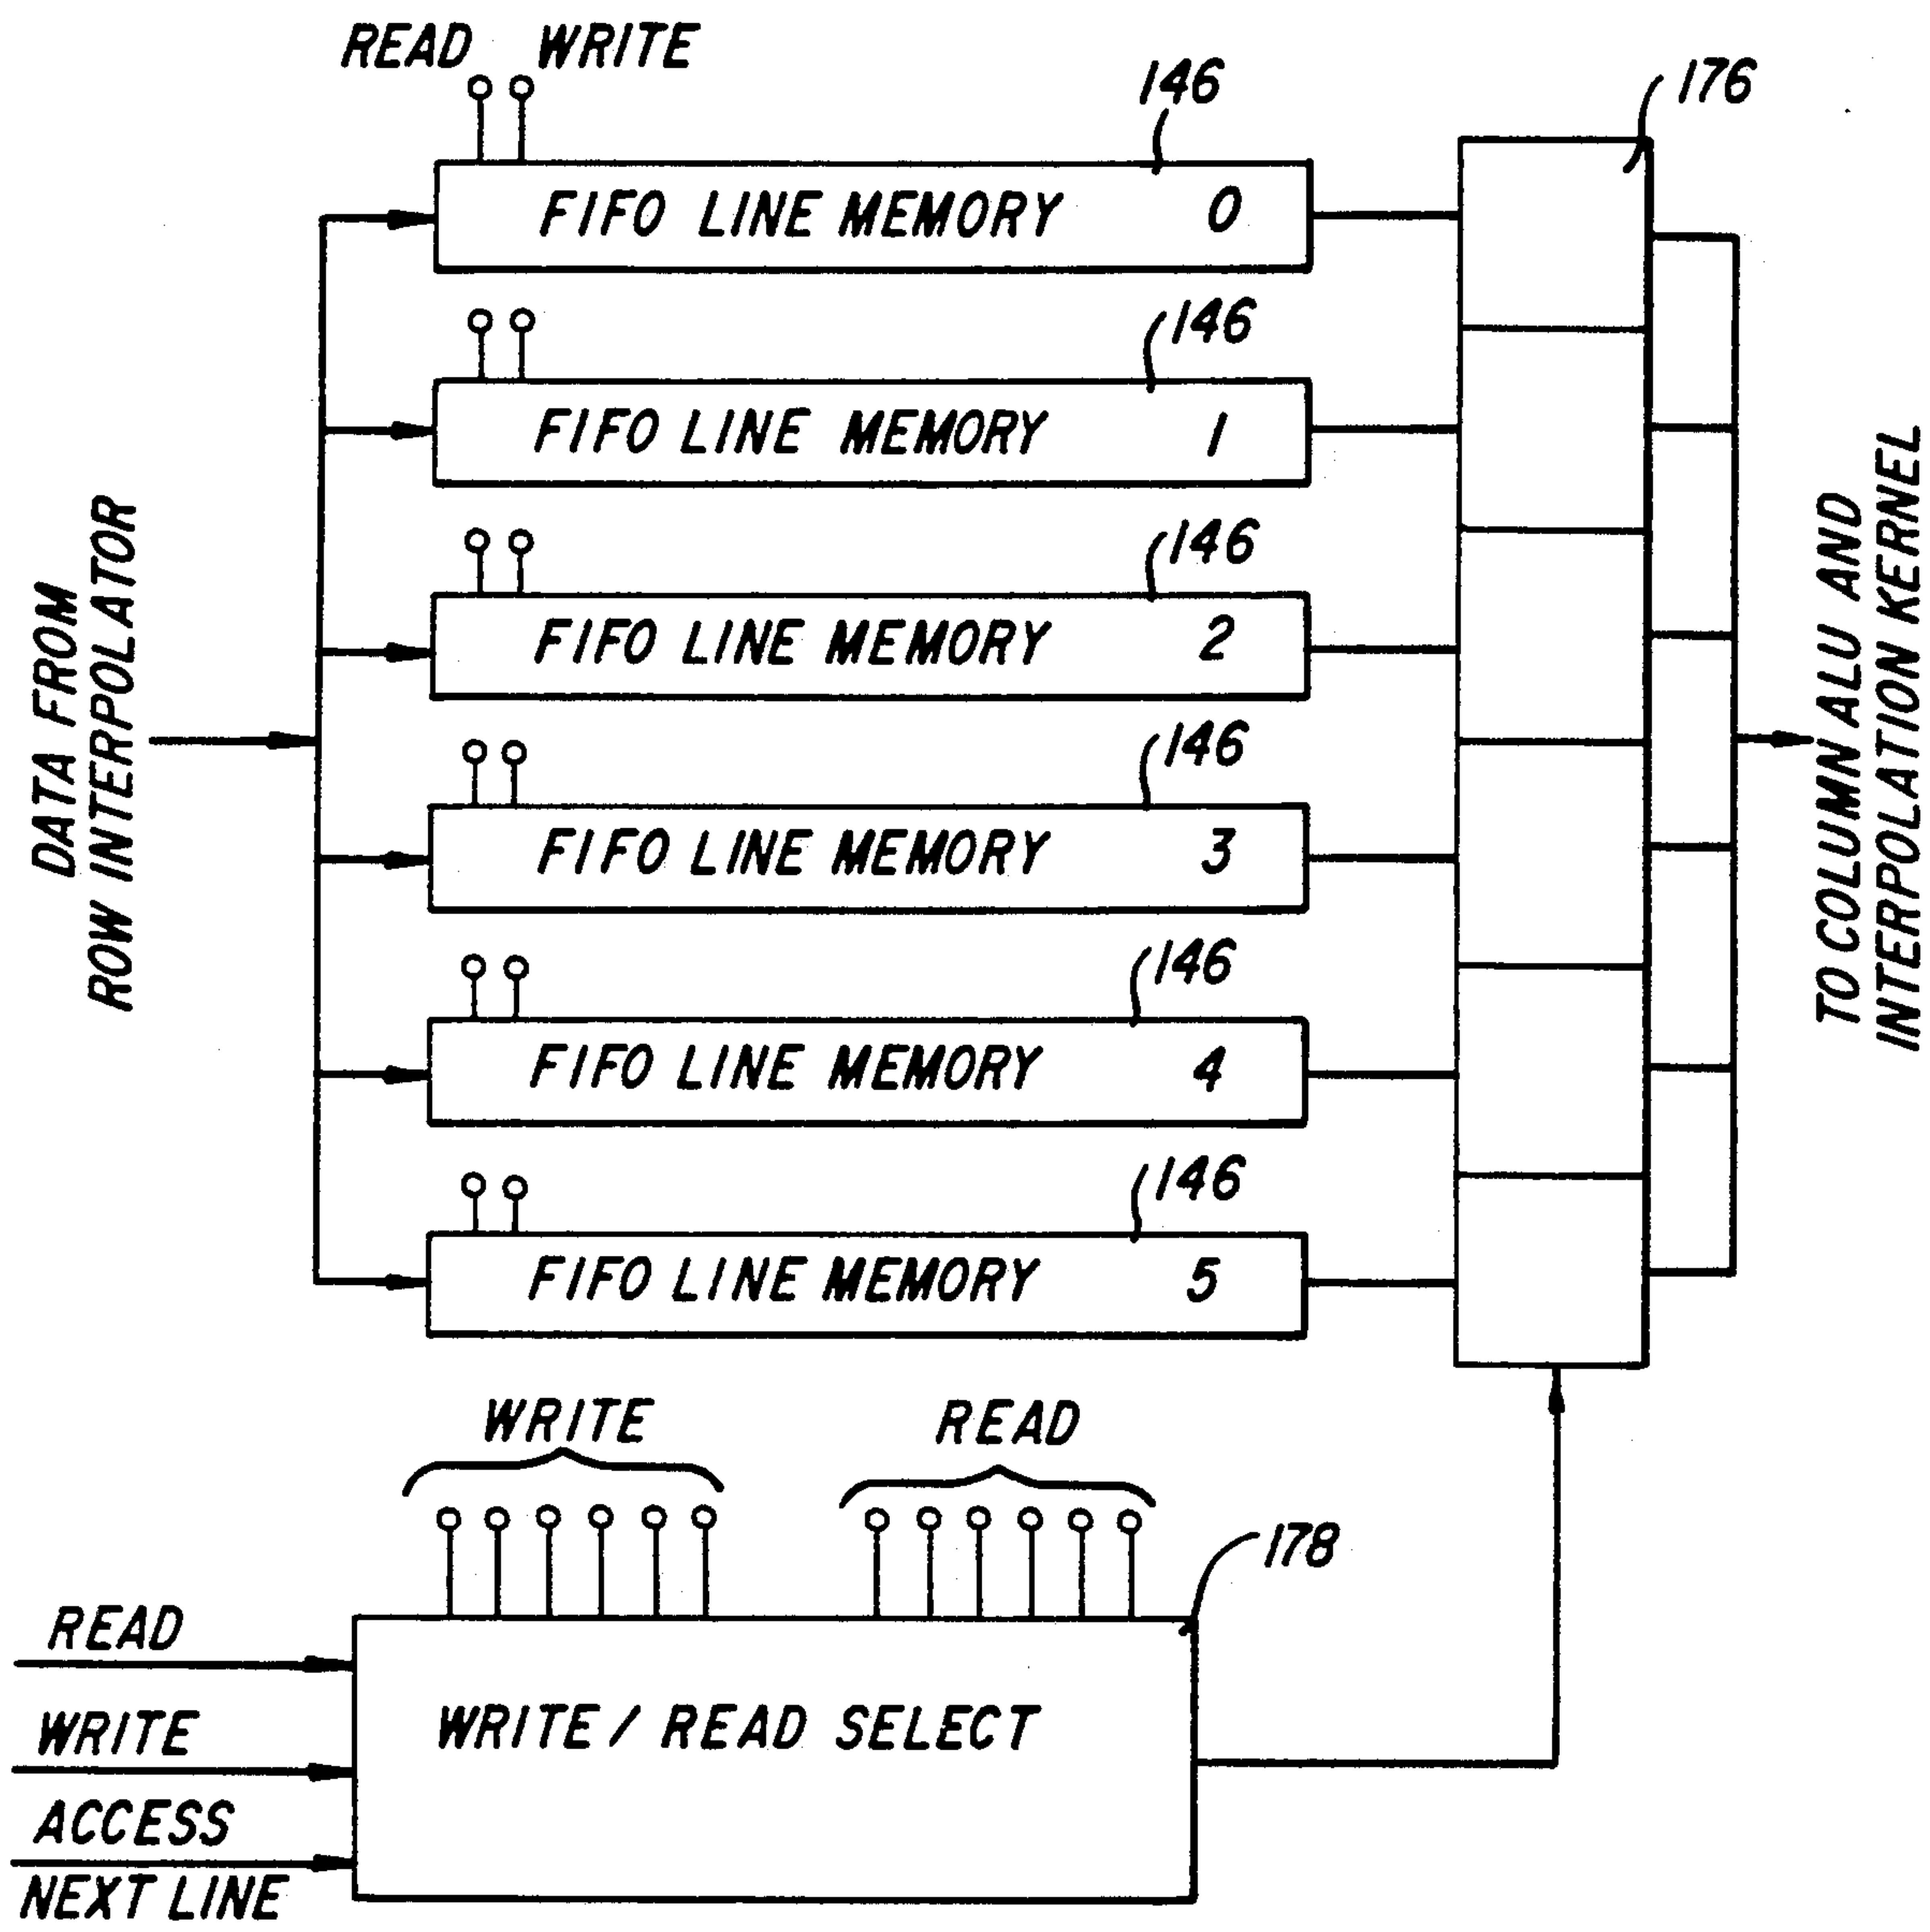 READ WRITE
146
176
FIFO LINE MEMORY 0
146
FIFO LINE MEMORY 1
146
FIFO LINE MEMORY 2
146
FIFO LINE MEMORY 3
146
FIFO LINE MEMORY 4
146
FIFO LINE MEMORY 5
DATA FROM
ROW INTERPOLATOR
TO COLUMN ALU AND
INTERPOLATION KERNEL
WRITE
READ
178
READ
WRITE
ACCESS
NEXT LINE
WRITE / READ SELECT